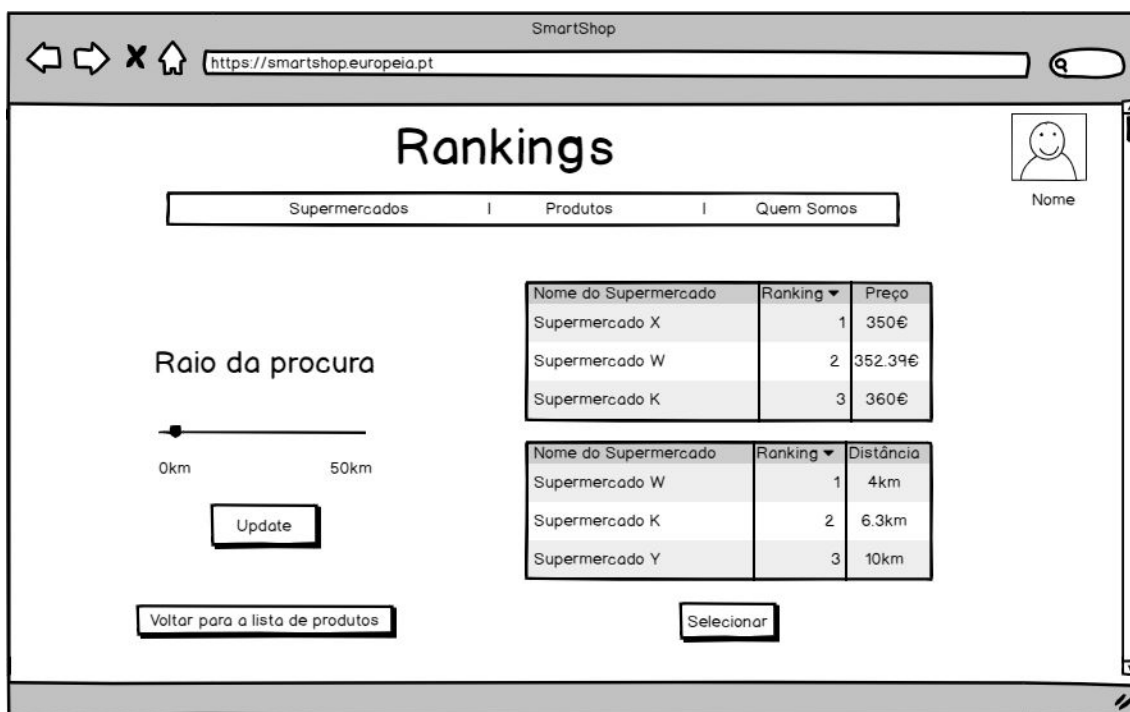 SmartShop
https://smartshop.europeia.pt
Rankings
Nome
Supermercados | Produtos | Quem Somos
Nome do Supermercado Ranking Preço
Supermercado X 1 350€
Supermercado W 2 352.39€
Supermercado K 3 360€
Raio da procura
0km 50km
Update
Nome do Supermercado Ranking Distância
Supermercado W 1 4km
Supermercado K 2 6.3km
Supermercado Y 3 10km
Voltar para a lista de produtos
Selecionar